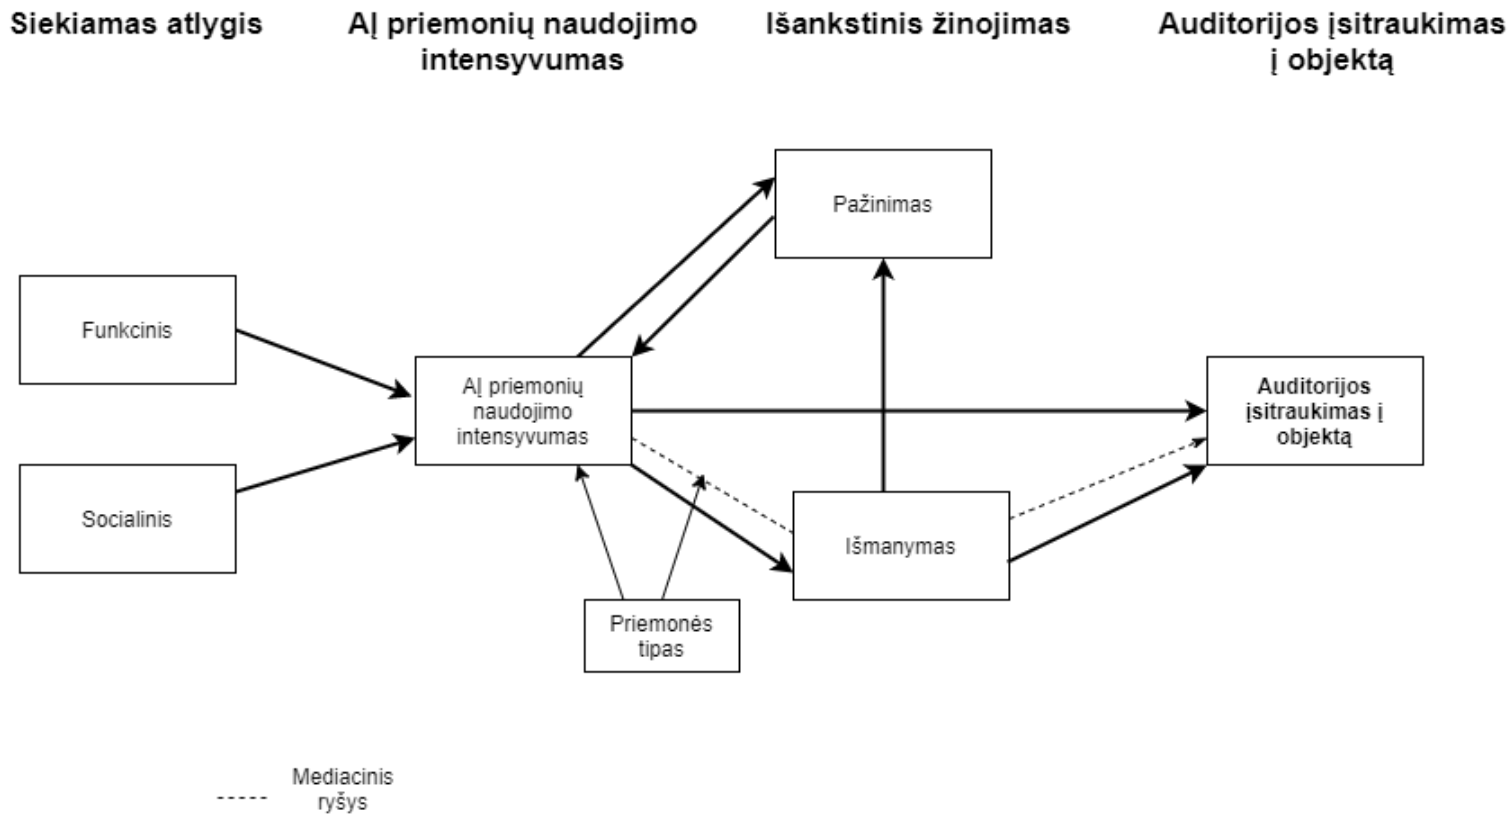 Siekiamas atlygis
AĮ priemonių naudojimo
intensyvumas
Išankstinis žinojimas
Auditorijos įsitraukimas
į objektą
Pažinimas
Funkcinis
AĮ priemonių
naudojimo
intensyvumas
Auditorijos
įsitraukimas į
objektą
Socialinis
Išmanymas
Priemonės
tipas
Mediacinis
ryšys